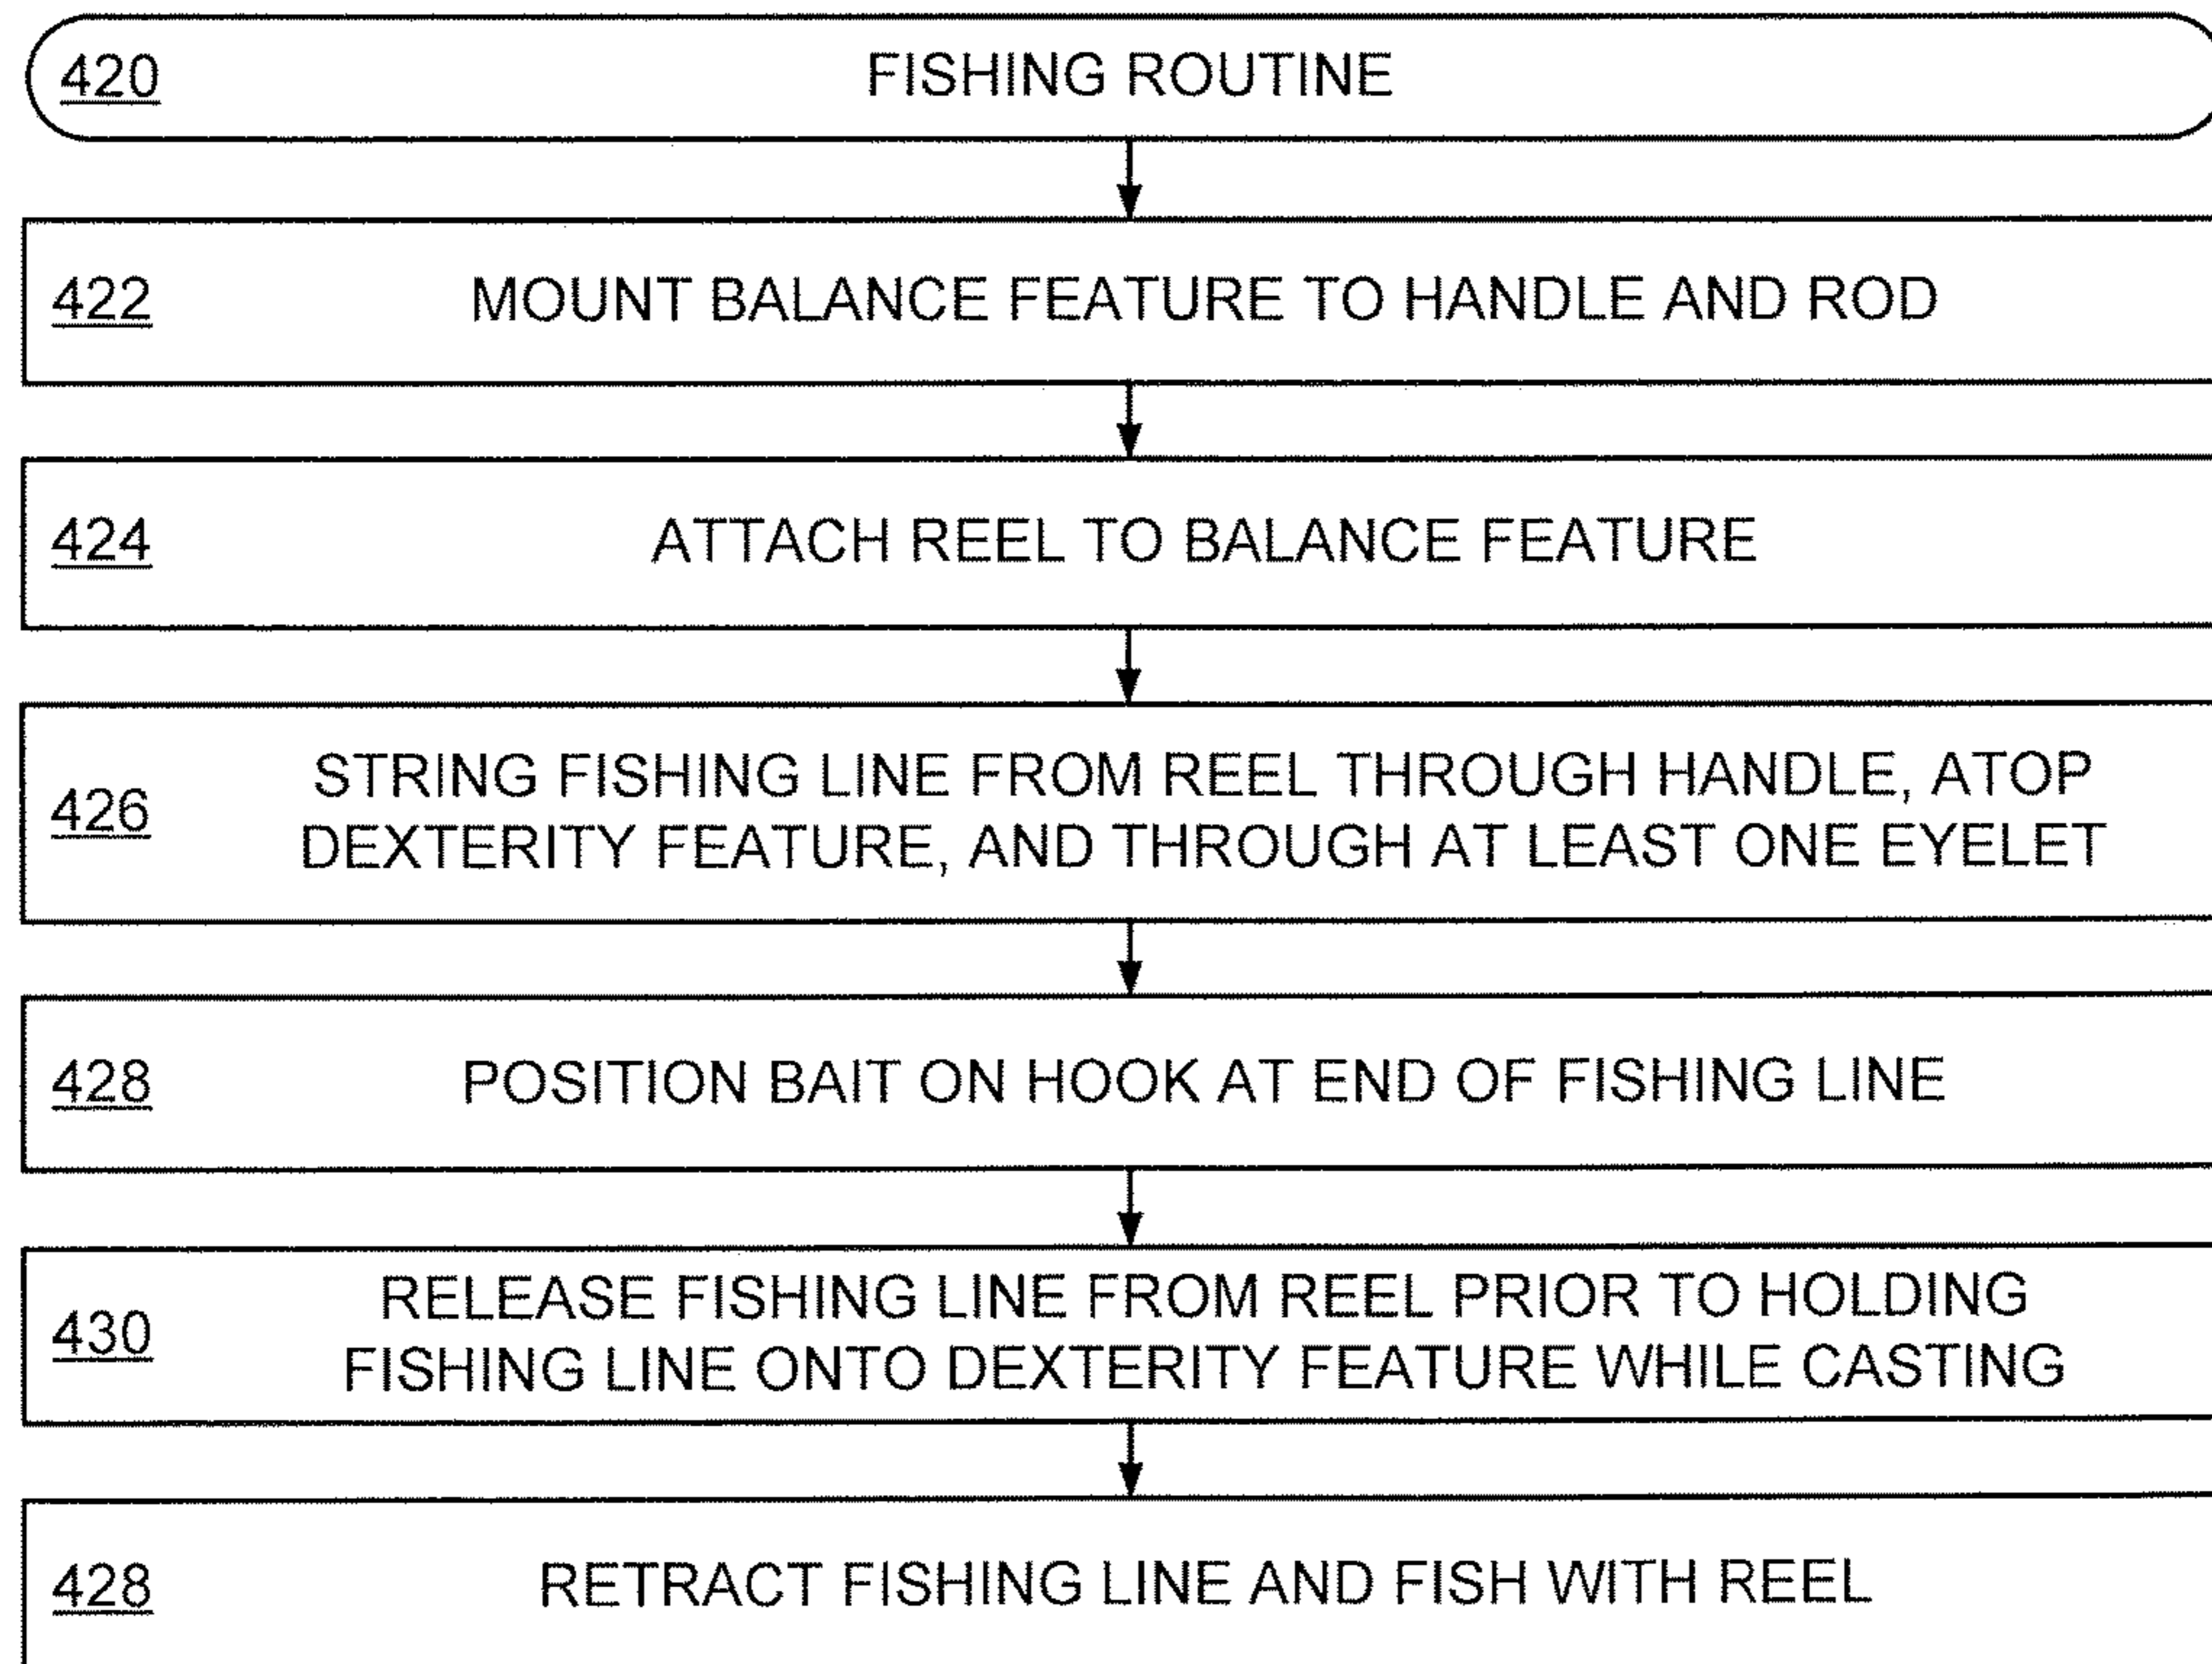 420 FISHING ROUTINE
422 MOUNT BALANCE FEATURE TO HANDLE AND ROD
424 ATTACH REEL TO BALANCE FEATURE
426 STRING FISHING LINE FROM REEL THROUGH HANDLE, ATOP
DEXTERITY FEATURE, AND THROUGH AT LEAST ONE EYELET
428 POSITION BAIT ON HOOK AT END OF FISHING LINE
430 RELEASE FISHING LINE FROM REEL PRIOR TO HOLDING
FISHING LINE ONTO DEXTERITY FEATURE WHILE CASTING
428 RETRACT FISHING LINE AND FISH WITH REEL